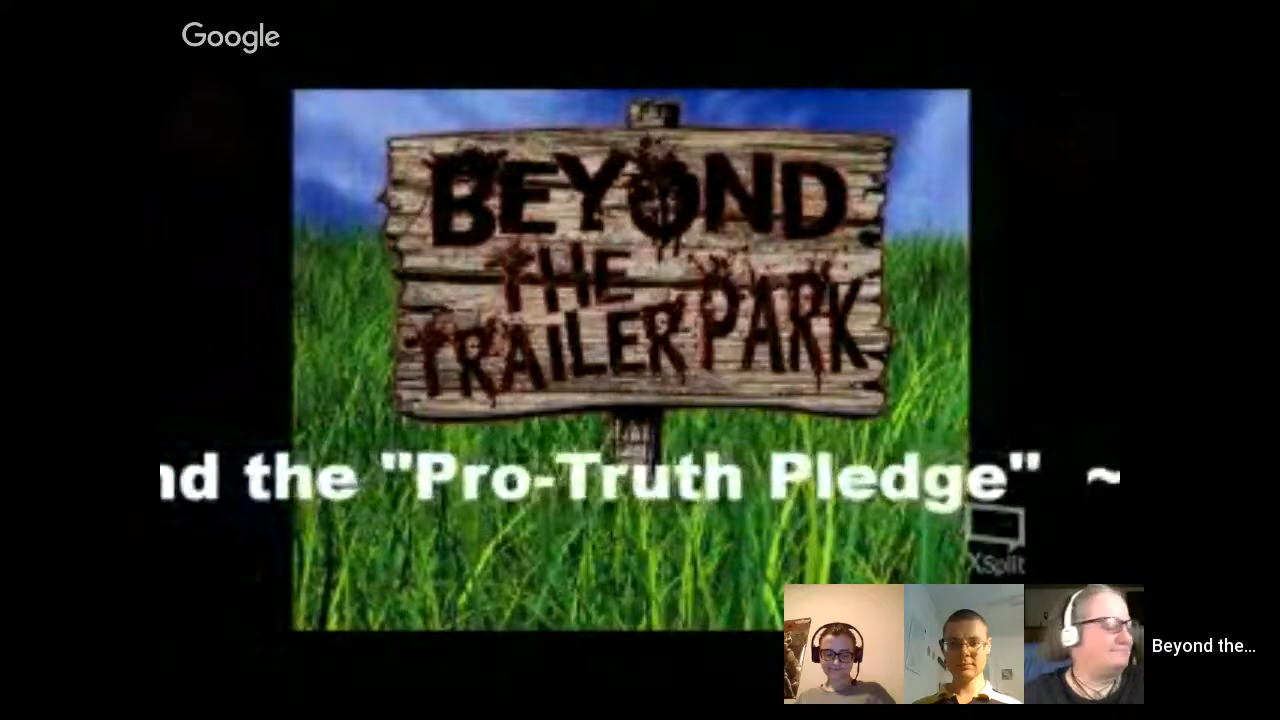 Google
BEYOND
THE
TRAILER PARK
nd the "Pro-Truth Pledge" ~
XSplit
Beyond the...